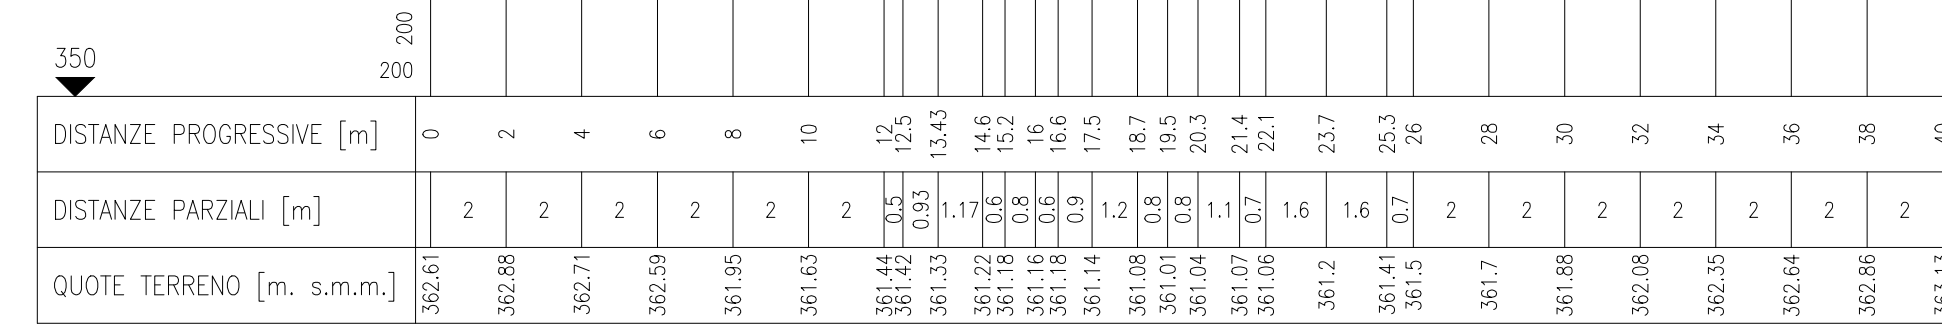 200
350
200
DISTANZE PROGRESSIVE [m] 0 2 4 6 8 10 12 12.5 13.43 14.6 15.2 16 16.6 17.5 18.7 19.5 20.3 21.4 22.1 23.7 25.3 26 28 30 32 34 36 38
DISTANZE PARZIALI [m] 2 2 2 2 2 2 0.5 0.93 1.17 0.6 0.8 0.6 0.9 1.2 0.8 0.8 1.1 0.7 1.6 1.6 0.7 2 2 2 2 2 2 2
QUOTE TERRENO [m. s.m.m.] 362.61 362.88 362.71 362.59 361.95 361.63 361.44 361.42 361.33 361.22 361.18 361.16 361.18 361.14 361.08 361.01 361.04 361.07 361.06 361.2 361.41 361.5 361.7 361.88 362.08 362.35 362.64 362.86